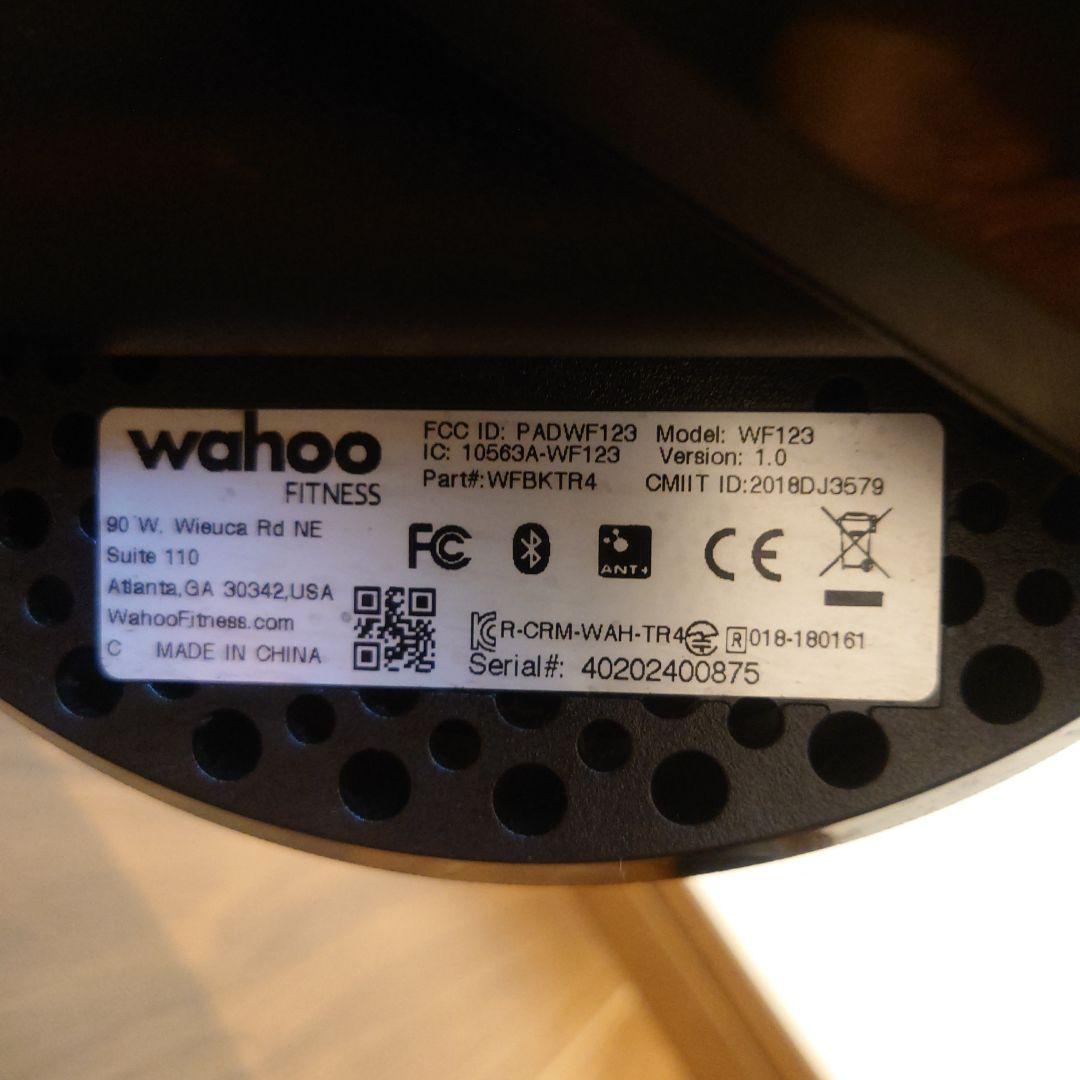 wahoo
FITNESS
90 W. Wieuca Rd NE
Suite 110
Atlanta,GA 30342,USA
WahooFitness.com
C MADE IN CHINA
FCC ID: PADWF123 Model: WF123
IC: 10563A-WF123 Version: 1.0
Part#:WFBKTR4 CMIIT ID:2018DJ3579
FC CE
ANT+
R-CRM-WAH-TR4 R 018-180161
Serial#: 40202400875